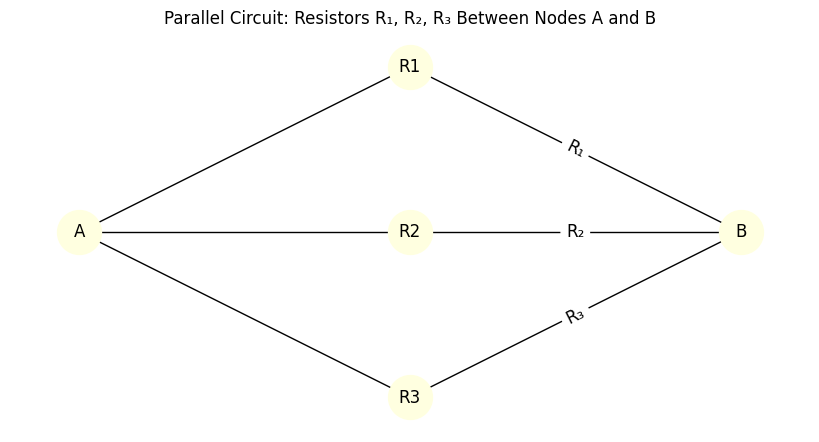 Parallel Circuit: Resistors R₁, R₂, R₃ Between Nodes A and B
R1
R₁
A
R2
R₂
B
R₃
R3